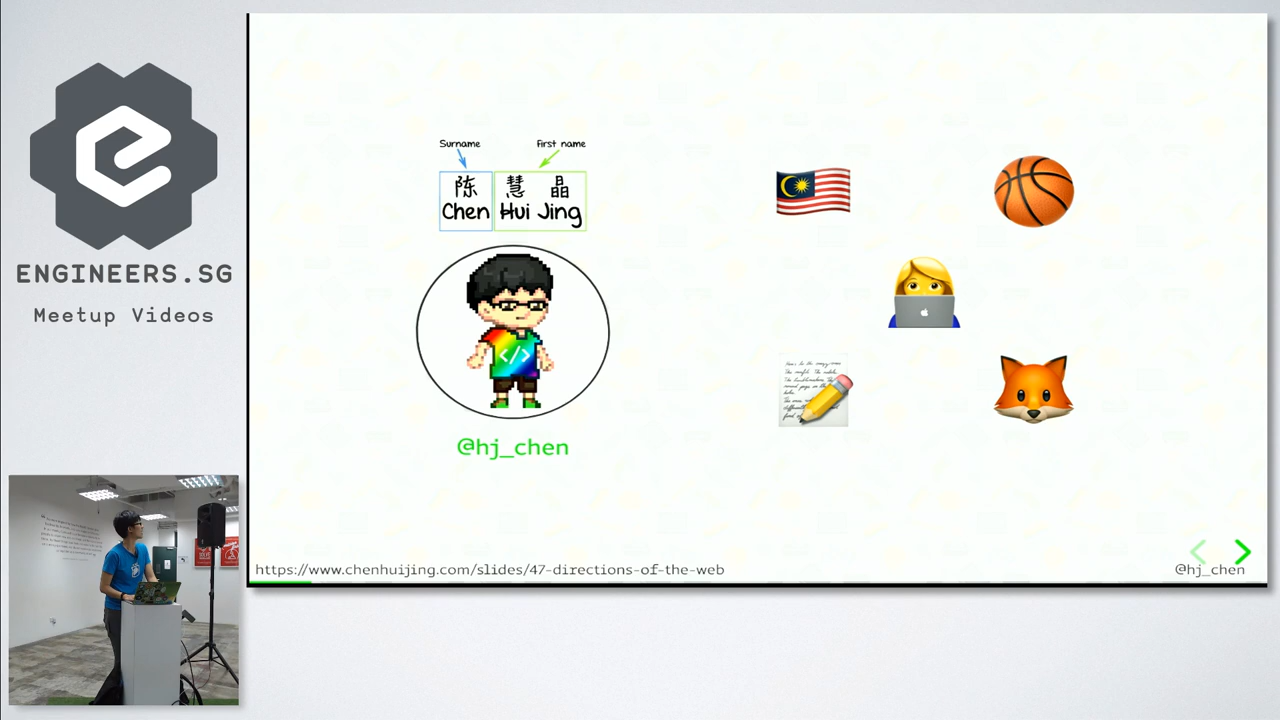 ENGINEERS.SG
Meetup Videos
Surname
First name
陈 慧 晶
Chen Hui Jing
</>
@hj_chen
https://www.chenhuijing.com/slides/47-directions-of-the-web
@hj_chen